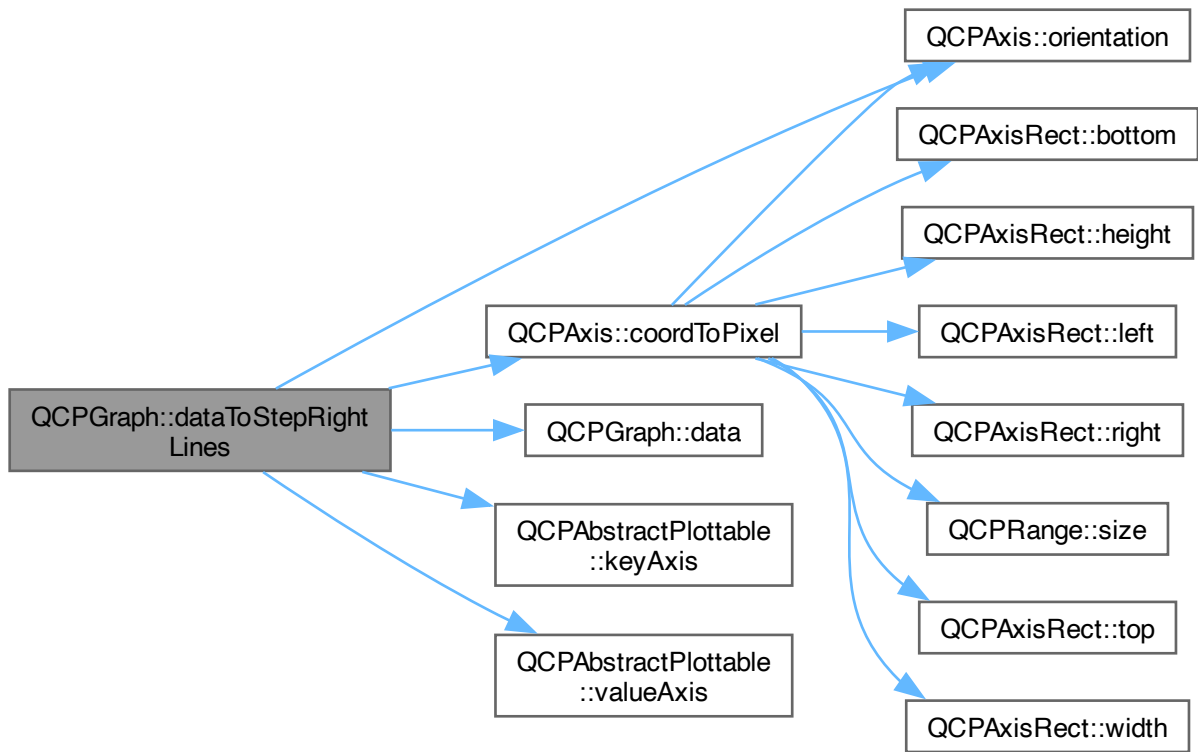 QCPGraph::dataToStepRight
Lines
QCPAxis::coordToPixel
QCPGraph::data
QCPAbstractPlottable
::keyAxis
QCPAbstractPlottable
::valueAxis
QCPAxis::orientation
QCPAxisRect::bottom
QCPAxisRect::height
QCPAxisRect::left
QCPAxisRect::right
QCPRange::size
QCPAxisRect::top
QCPAxisRect::width